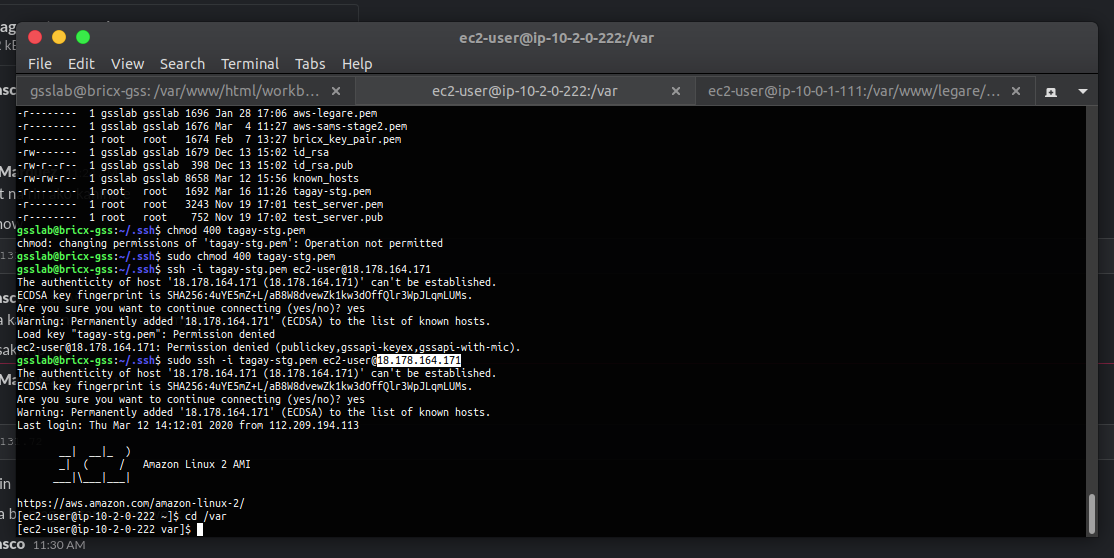 ag
ec2-user@ip-10-2-0-222:/var
File Edit View Search Terminal Tabs Help
gsslab@bricx-gss: /var/www/html/workb... × ec2-user@ip-10-2-0-222:/var × ec2-user@ip-10-0-1-111:/var/www/legare/... ×
-r-------- 1 gsslab gsslab 1696 Jan 28 17:06 aws-legare.pem
-r-------- 1 gsslab gsslab 1676 Mar  4 11:27 aws-sams-stage2.pem
-r-------- 1 root   root   1674 Feb  7 13:27 bricx_key_pair.pem
-rw------- 1 gsslab gsslab 1679 Dec 13 15:02 id_rsa
-rw-r--r-- 1 gsslab gsslab  398 Dec 13 15:02 id_rsa.pub
-rw-rw-r-- 1 gsslab gsslab 8658 Mar 12 15:56 known_hosts
-r-------- 1 root   root   1692 Mar 16 11:26 tagay-stg.pem
-r-------- 1 root   root   3243 Nov 19 17:01 test_server.pem
-r-------- 1 root   root    752 Nov 19 17:02 test_server.pub
gsslab@bricx-gss:~/.ssh$ chmod 400 tagay-stg.pem
chmod: changing permissions of 'tagay-stg.pem': Operation not permitted
gsslab@bricx-gss:~/.ssh$ sudo chmod 400 tagay-stg.pem
gsslab@bricx-gss:~/.ssh$ ssh -i tagay-stg.pem ec2-user@18.178.164.171
The authenticity of host '18.178.164.171 (18.178.164.171)' can't be established.
ECDSA key fingerprint is SHA256:4uYE5mZ+L/aB8W8dvewZk1kw3dOffQlr3WpJLqmLUMs.
Are you sure you want to continue connecting (yes/no)? yes
Warning: Permanently added '18.178.164.171' (ECDSA) to the list of known hosts.
Load key "tagay-stg.pem": Permission denied
ec2-user@18.178.164.171: Permission denied (publickey,gssapi-keyex,gssapi-with-mic).
gsslab@bricx-gss:~/.ssh$ sudo ssh -i tagay-stg.pem ec2-user@18.178.164.171
The authenticity of host '18.178.164.171 (18.178.164.171)' can't be established.
ECDSA key fingerprint is SHA256:4uYE5mZ+L/aB8W8dvewZk1kw3dOffQlr3WpJLqmLUMs.
Are you sure you want to continue connecting (yes/no)? yes
Warning: Permanently added '18.178.164.171' (ECDSA) to the list of known hosts.
Last login: Thu Mar 12 14:12:01 2020 from 112.209.194.113
       __|  __|_  )
       _|  (     /   Amazon Linux 2 AMI
      ___|\___|___|
https://aws.amazon.com/amazon-linux-2/
[ec2-user@ip-10-2-0-222 ~]$ cd /var
[ec2-user@ip-10-2-0-222 var]$
asco 11:30 AM